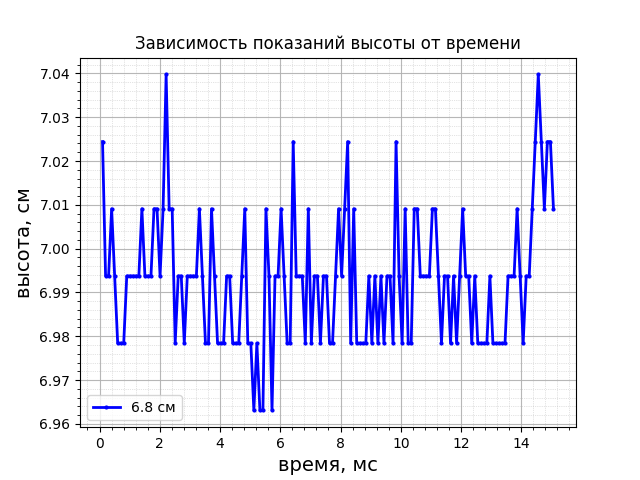 Зависимость показаний высоты от времени
7.04
7.03
7.02
7.01
7.00
6.99
6.98
6.97
6.96
высота, см
6.8 см
0 2 4 6 8 10 12 14
время, мс